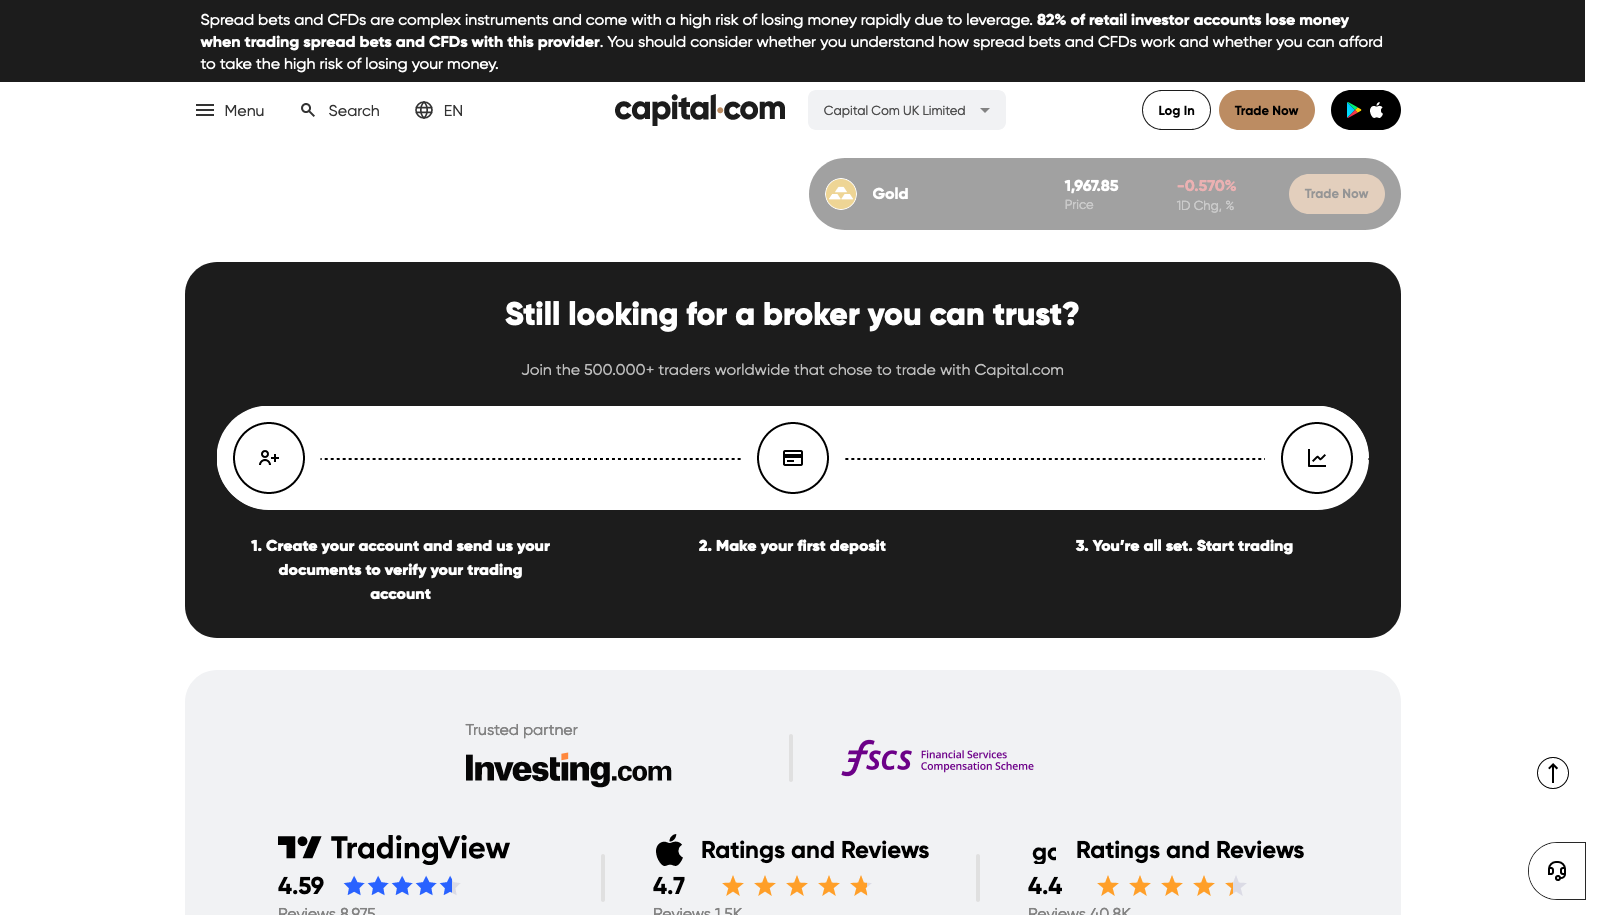 Spread bets and CFDs are complex instruments and come with a high risk of losing money rapidly due to leverage. 82% of retail investor accounts lose money
when trading spread bets and CFDs with this provider. You should consider whether you understand how spread bets and CFDs work and whether you can afford
to take the high risk of losing your money.
Menu Search EN capital.com Capital Com UK Limited Log In Trade Now
Gold 1,967.85 -0.570% Trade Now
Price 1D Chg, %
Still looking for a broker you can trust?
Join the 500.000+ traders worldwide that chose to trade with Capital.com
1. Create your account and send us your
documents to verify your trading
account
2. Make your first deposit
3. You’re all set. Start trading
Trusted partner
Investing.com
fscs Financial Services
Compensation Scheme
TradingView
4.59
Reviews 8,975
Ratings and Reviews
4.7
Reviews 1.5K
Ratings and Reviews
4.4
Reviews 40.8K